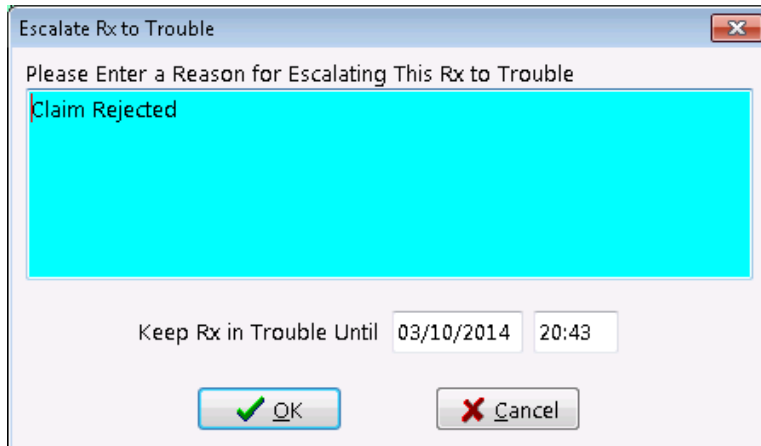 Escalate Rx to Trouble
Please Enter a Reason for Escalating This Rx to Trouble
Claim Rejected
Keep Rx in Trouble Until 03/10/2014 20:43
OK Cancel